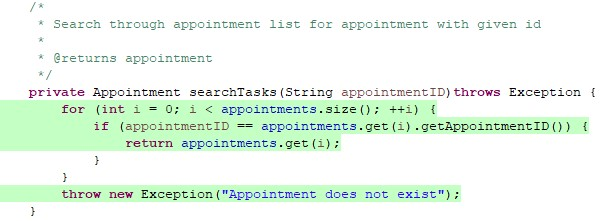 /*
 * Search through appointment list for appointment with given id
 *
 * @returns appointment
 */
private Appointment searchTasks(String appointmentID)throws Exception {
    for (int i = 0; i < appointments.size(); ++i) {
        if (appointmentID == appointments.get(i).getAppointmentID()) {
            return appointments.get(i);
        }
    }
    throw new Exception("Appointment does not exist");
}